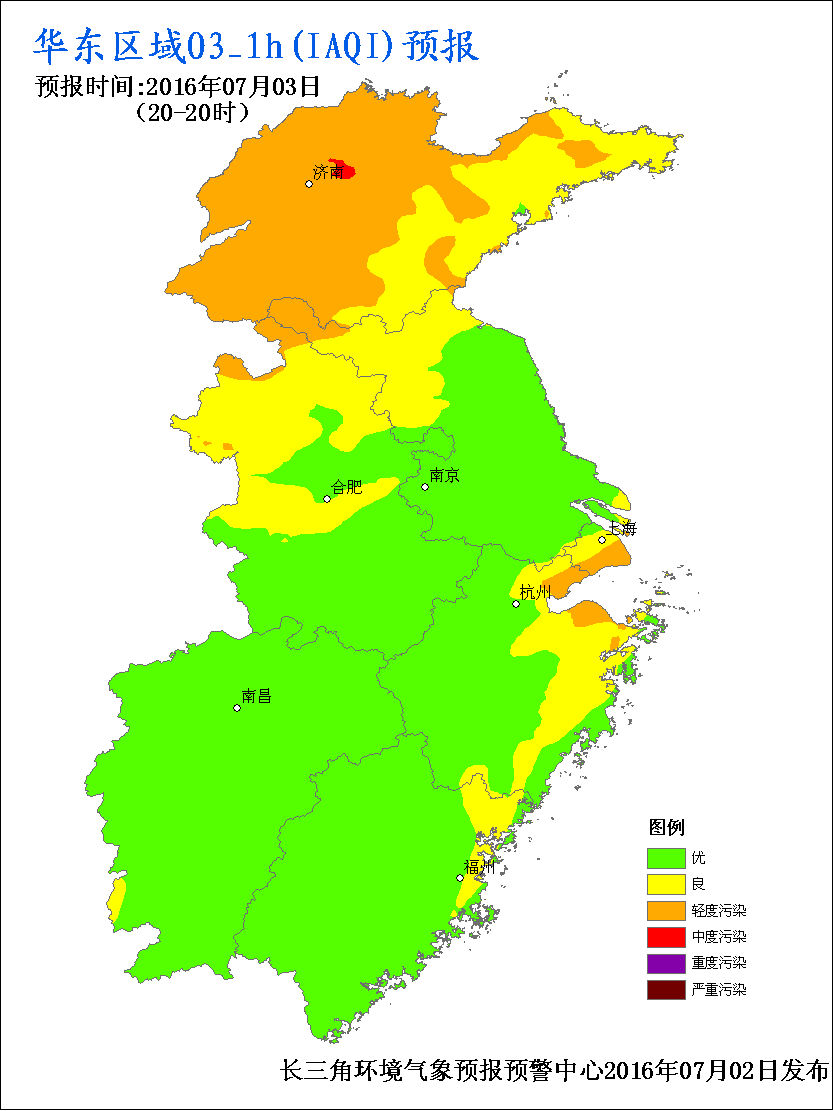 华东区域O3_1h(IAQI)预报
预报时间:2016年07月03日
(20-20时)
济南
合肥
南京
上海
杭州
南昌
福州
图例
优
良
轻度污染
中度污染
重度污染
严重污染
长三角环境气象预报预警中心2016年07月02日发布